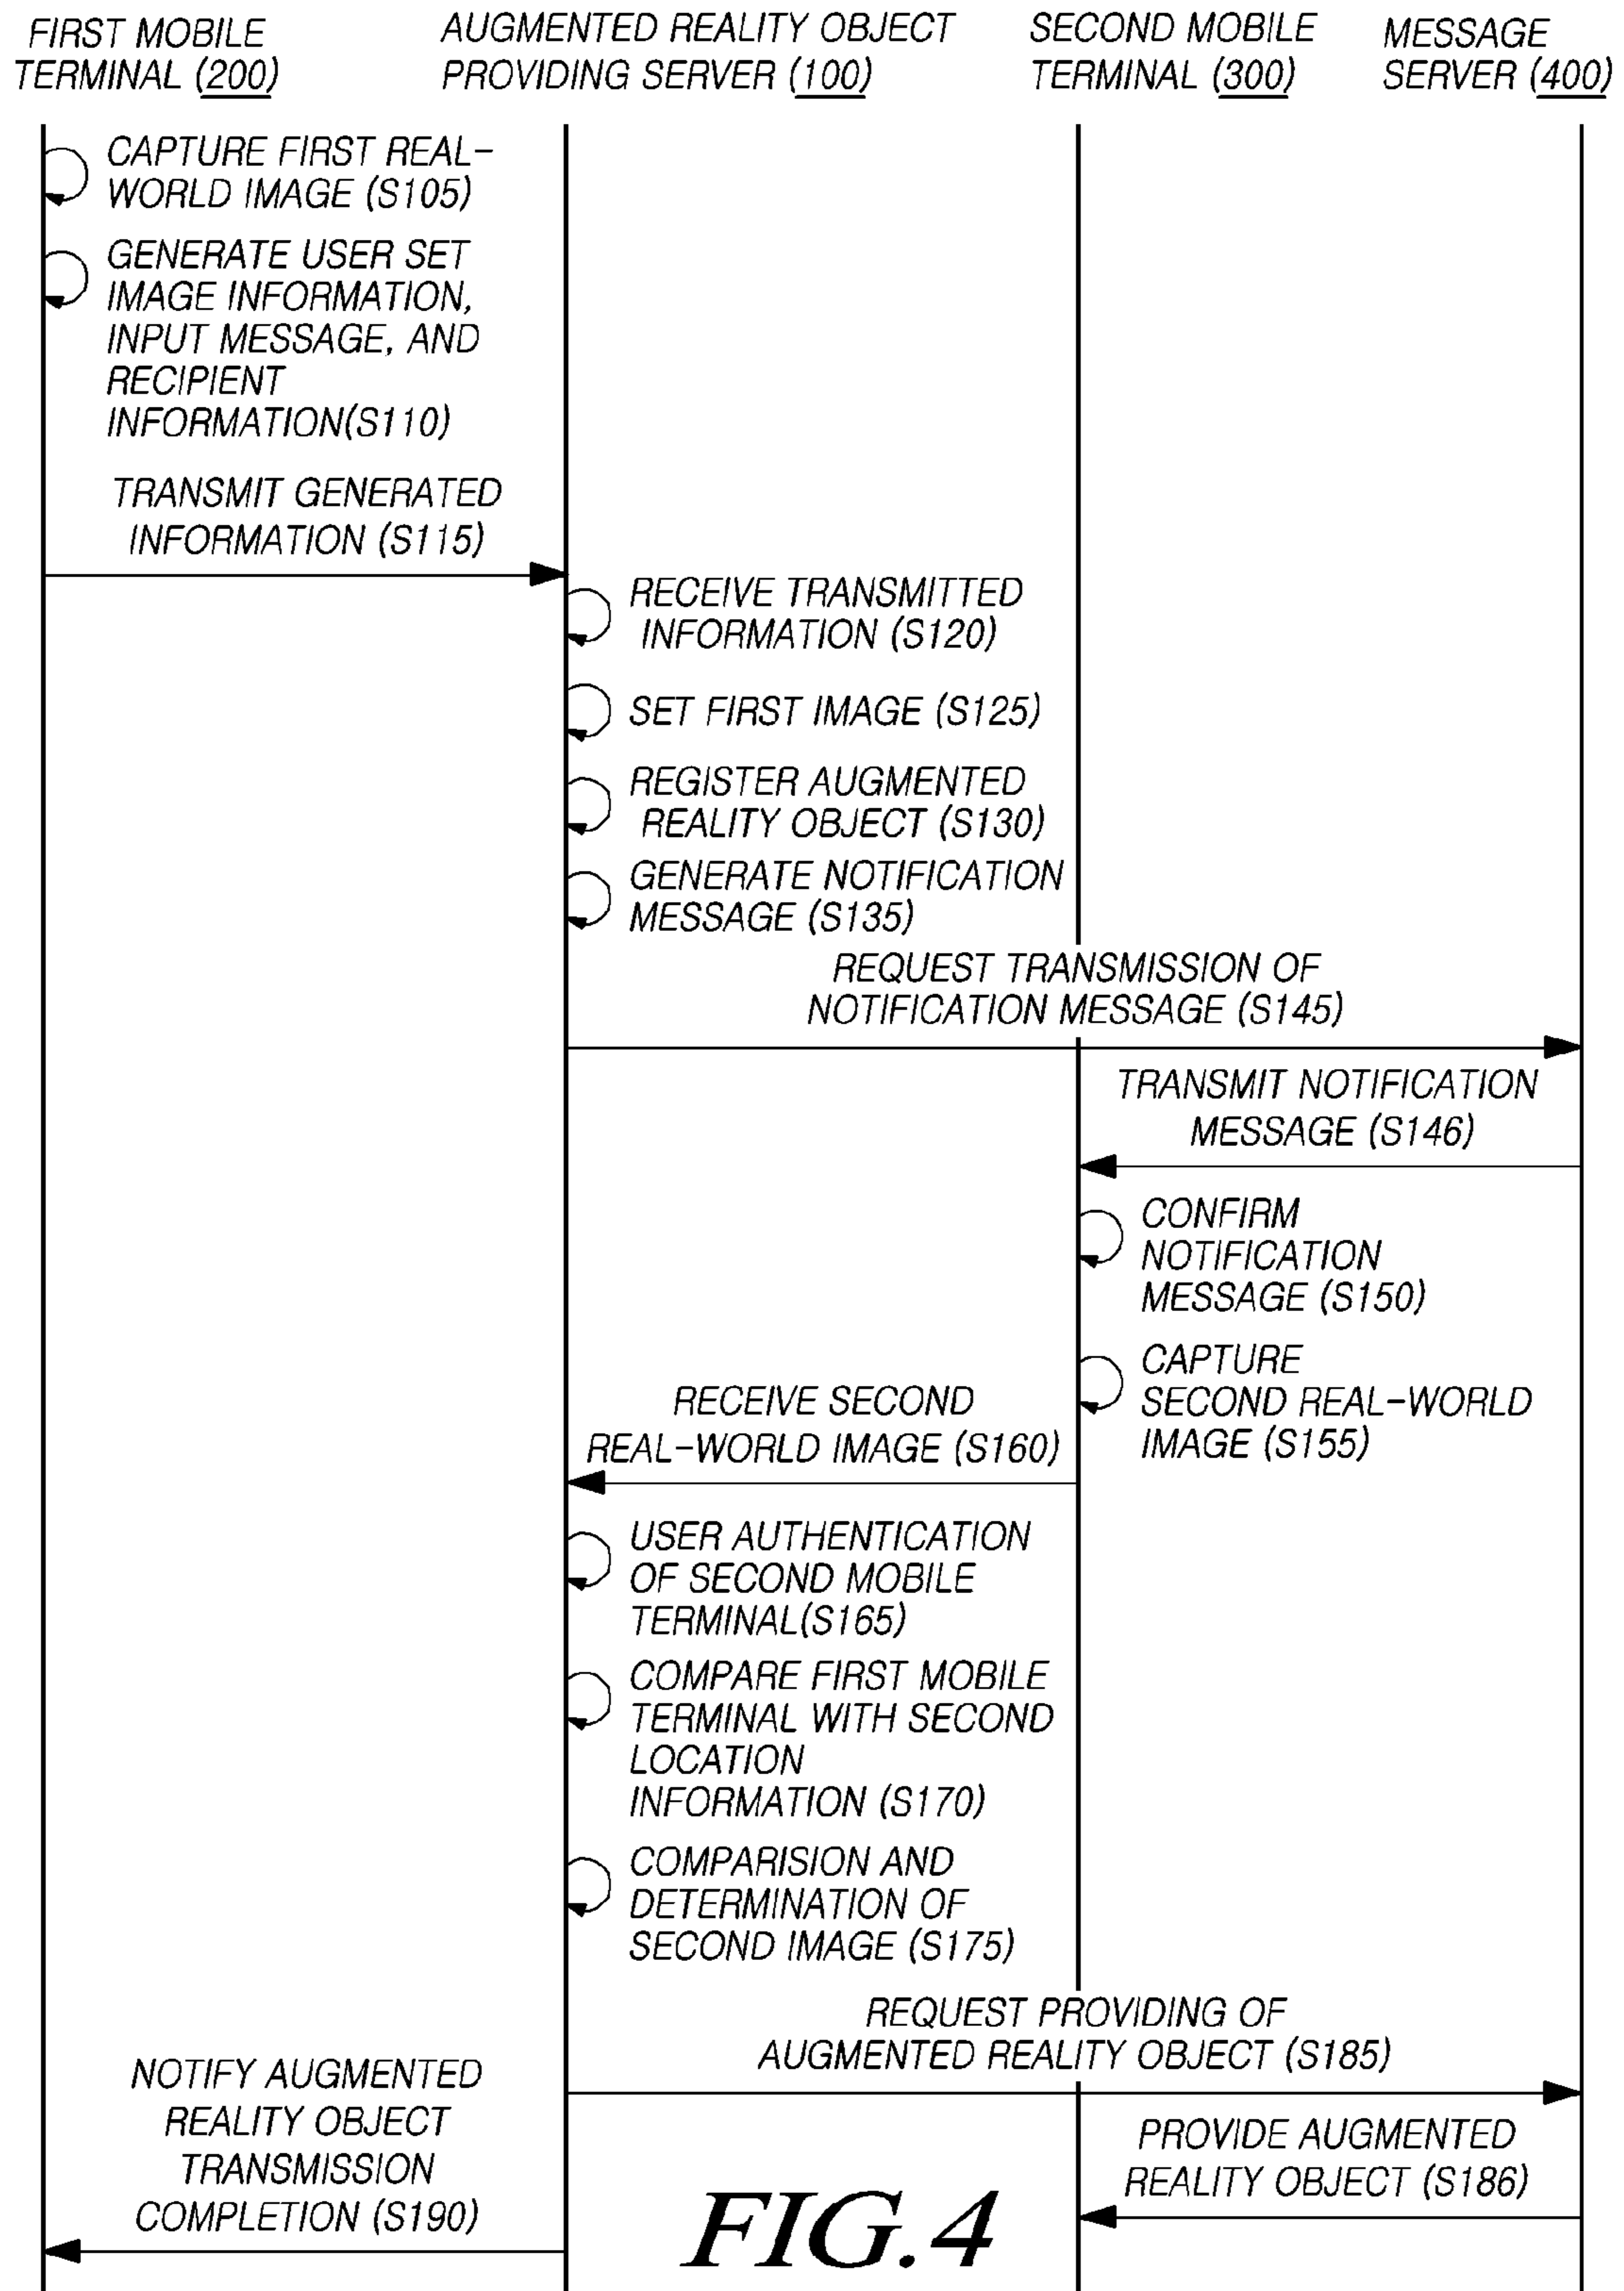 FIRST MOBILE
TERMINAL (200)
AUGMENTED REALITY OBJECT
PROVIDING SERVER (100)
SECOND MOBILE
TERMINAL (300)
MESSAGE
SERVER (400)
CAPTURE FIRST REAL-
WORLD IMAGE (S105)
GENERATE USER SET
IMAGE INFORMATION,
INPUT MESSAGE, AND
RECIPIENT
INFORMATION(S110)
TRANSMIT GENERATED
INFORMATION (S115)
RECEIVE TRANSMITTED
INFORMATION (S120)
SET FIRST IMAGE (S125)
REGISTER AUGMENTED
REALITY OBJECT (S130)
GENERATE NOTIFICATION
MESSAGE (S135)
REQUEST TRANSMISSION OF
NOTIFICATION MESSAGE (S145)
TRANSMIT NOTIFICATION
MESSAGE (S146)
CONFIRM
NOTIFICATION
MESSAGE (S150)
CAPTURE
SECOND REAL-WORLD
IMAGE (S155)
RECEIVE SECOND
REAL-WORLD IMAGE (S160)
USER AUTHENTICATION
OF SECOND MOBILE
TERMINAL(S165)
COMPARE FIRST MOBILE
TERMINAL WITH SECOND
LOCATION
INFORMATION (S170)
COMPARISION AND
DETERMINATION OF
SECOND IMAGE (S175)
REQUEST PROVIDING OF
AUGMENTED REALITY OBJECT (S185)
PROVIDE AUGMENTED
REALITY OBJECT (S186)
NOTIFY AUGMENTED
REALITY OBJECT
TRANSMISSION
COMPLETION (S190)
FIG.4